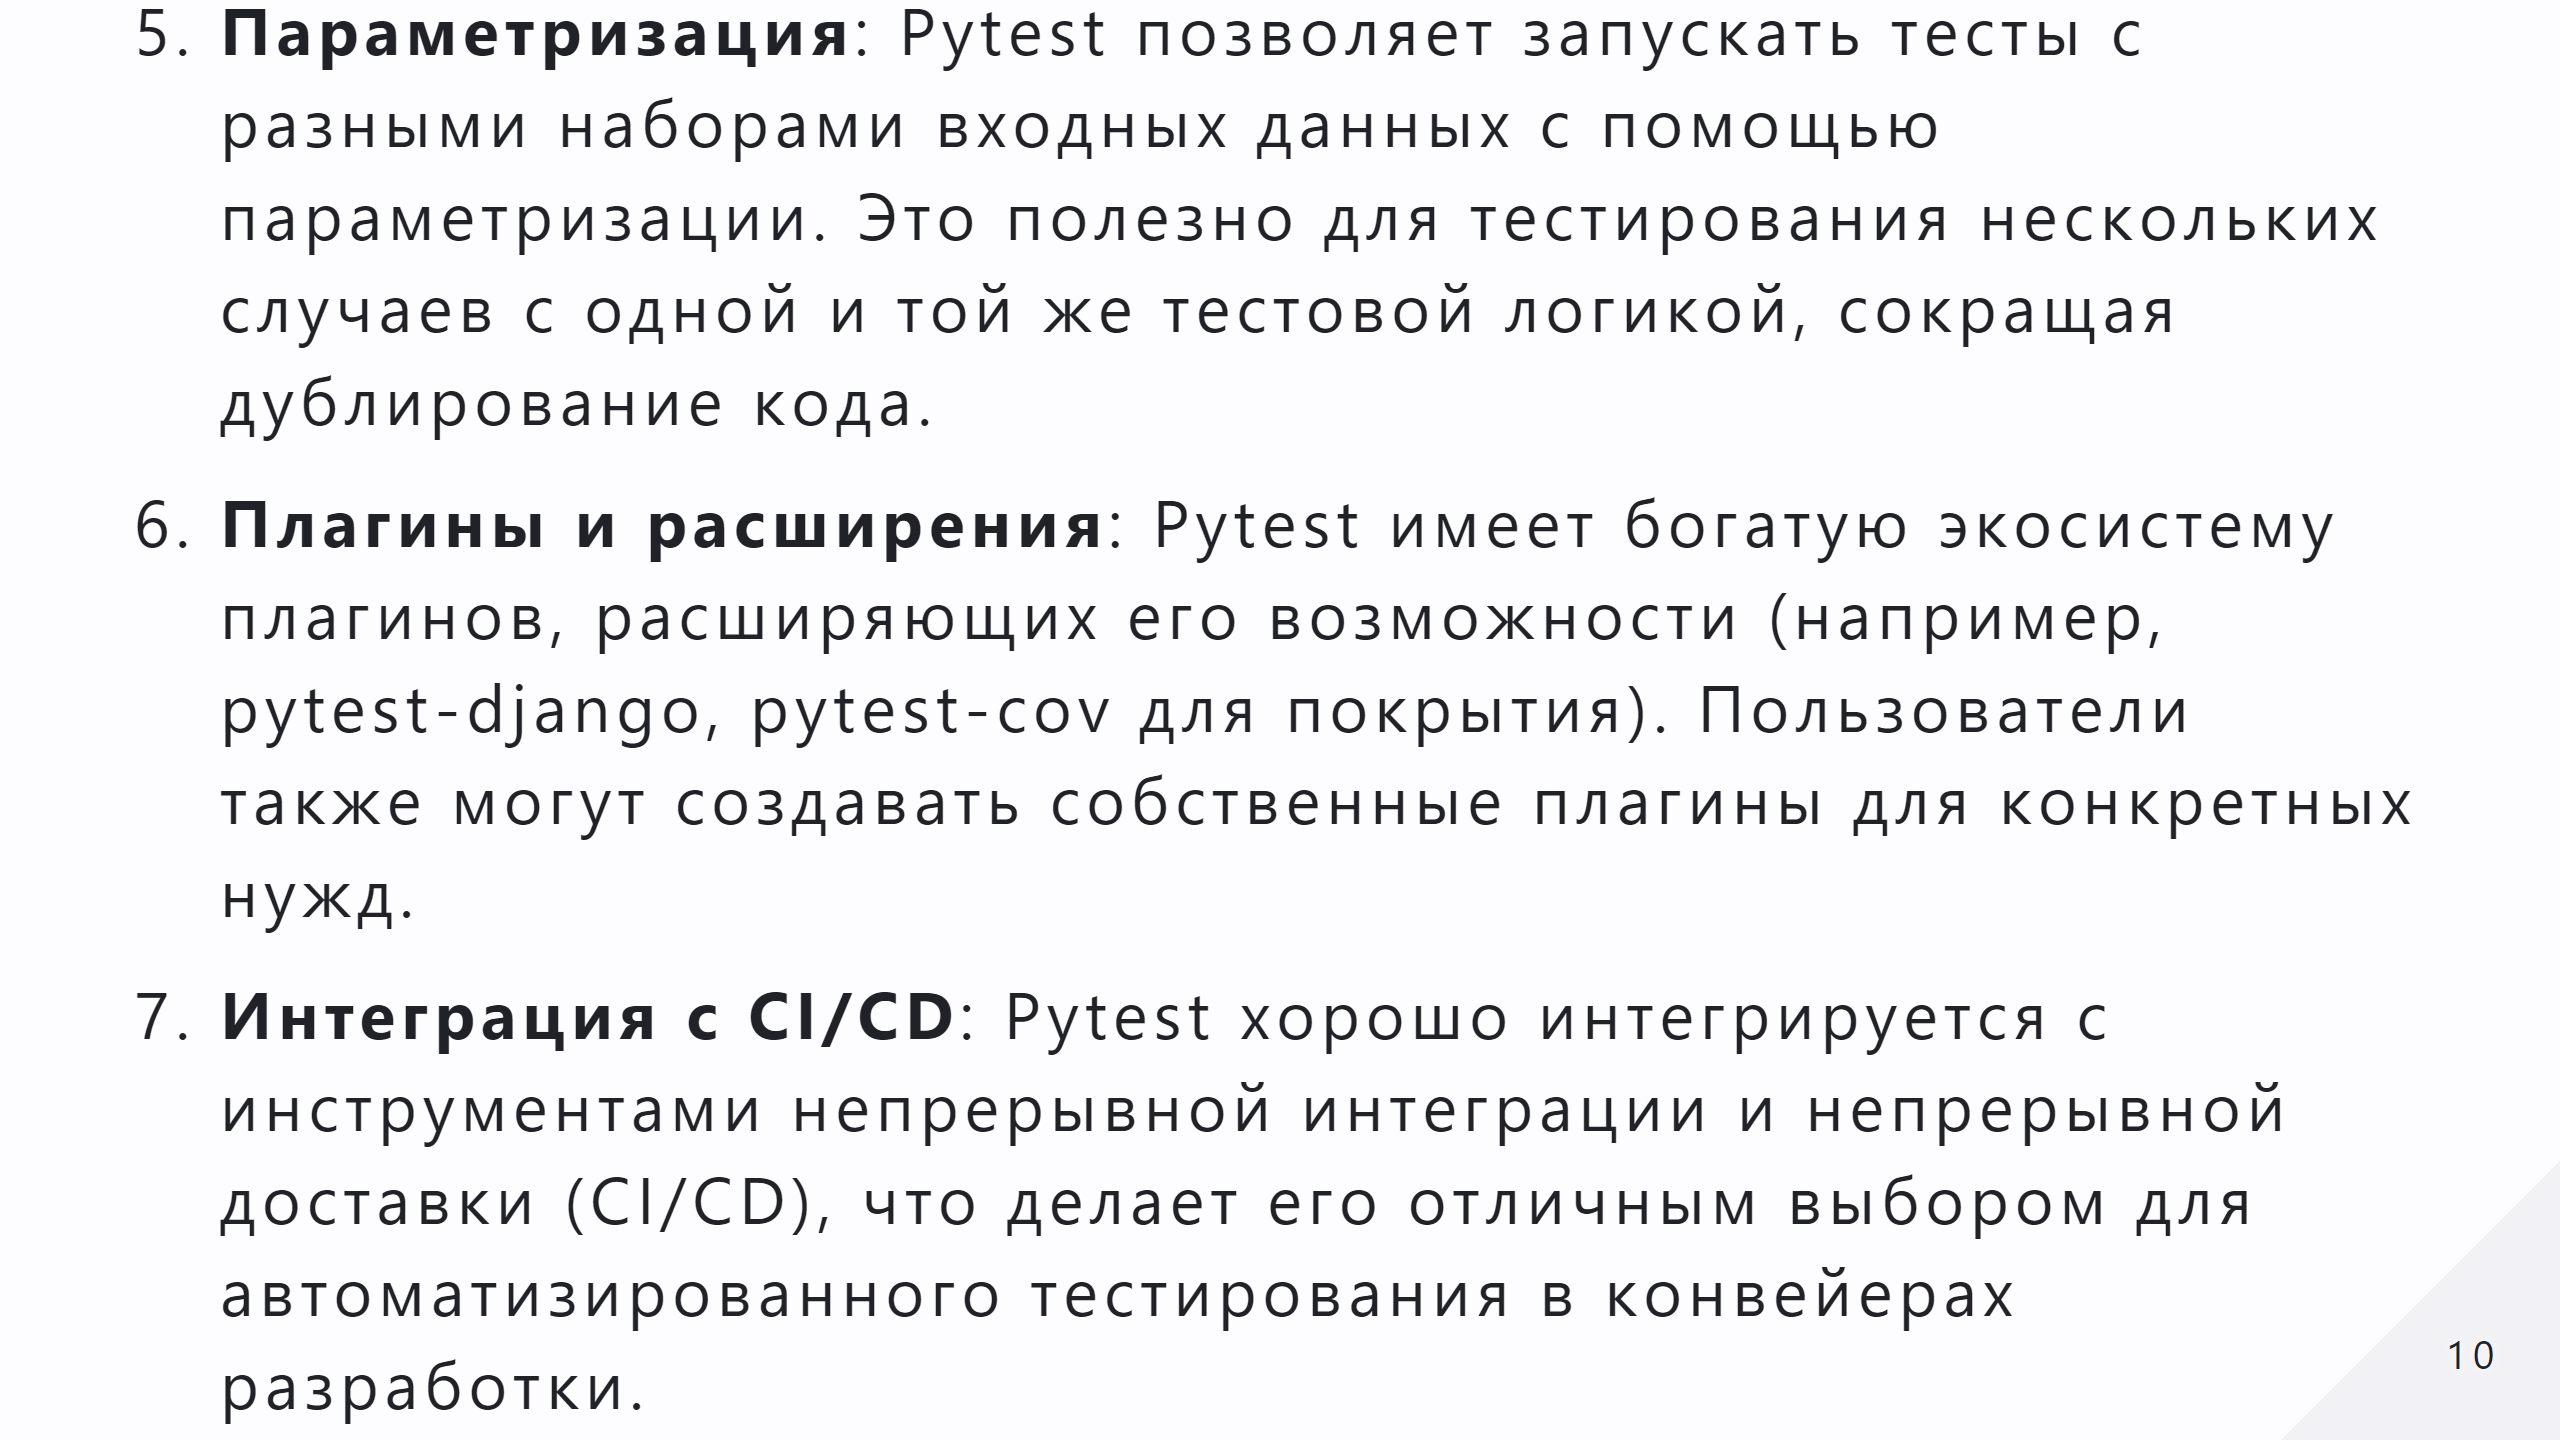 5. Параметризация: Pytest позволяет запускать тесты с
разными наборами входных данных с помощью
параметризации. Это полезно для тестирования нескольких
случаев с одной и той же тестовой логикой, сокращая
дублирование кода.
6. Плагины и расширения: Pytest имеет богатую экосистему
плагинов, расширяющих его возможности (например,
pytest-django, pytest-cov для покрытия). Пользователи
также могут создавать собственные плагины для конкретных
нужд.
7. Интеграция с CI/CD: Pytest хорошо интегрируется с
инструментами непрерывной интеграции и непрерывной
доставки (CI/CD), что делает его отличным выбором для
автоматизированного тестирования в конвейерах
разработки.
10